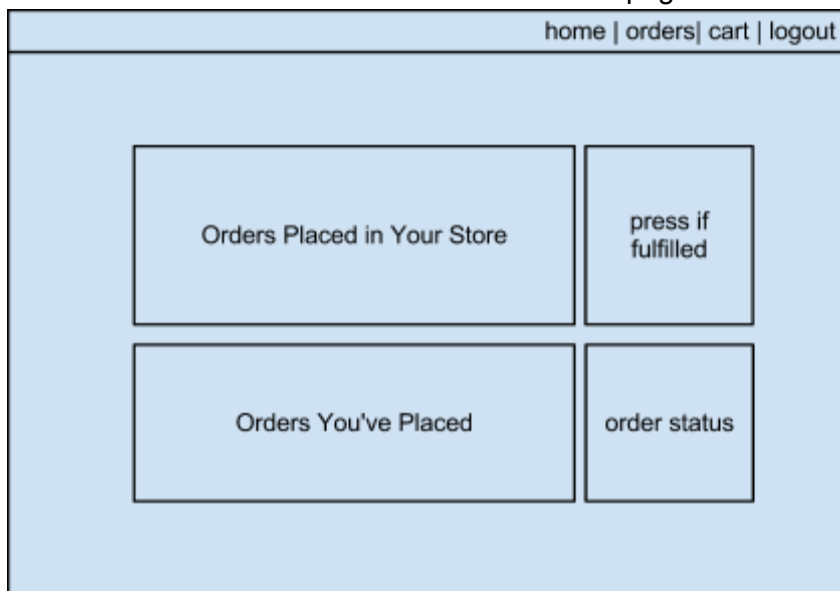 home | orders| cart | logout
Orders Placed in Your Store
press if
fulfilled
Orders You've Placed
order status